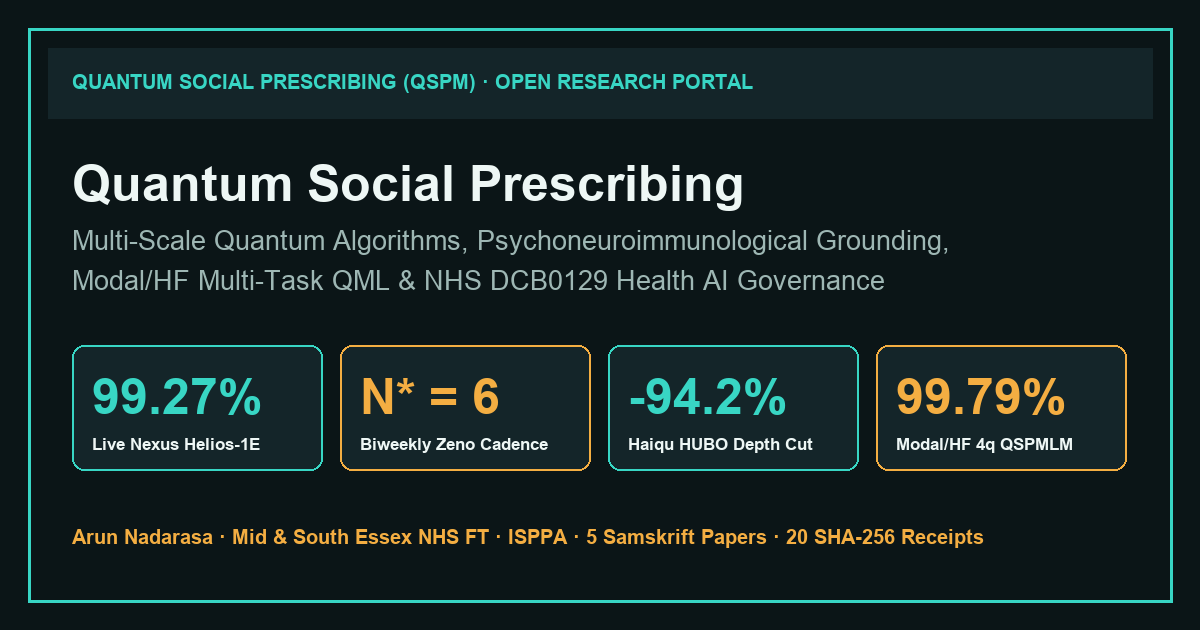 QUANTUM SOCIAL PRESCRIBING (QSPM) · OPEN RESEARCH PORTAL
Quantum Social Prescribing
Multi-Scale Quantum Algorithms, Psychoneuroimmunological Grounding,
Modal/HF Multi-Task QML & NHS DCB0129 Health AI Governance
99.27%
Live Nexus Helios-1E
N* = 6
Biweekly Zeno Cadence
-94.2%
Haiqu HUBO Depth Cut
99.79%
Modal/HF 4q QSPMLM
Arun Nadarasa · Mid & South Essex NHS FT · ISPPA · 5 Samskrift Papers · 20 SHA-256 Receipts